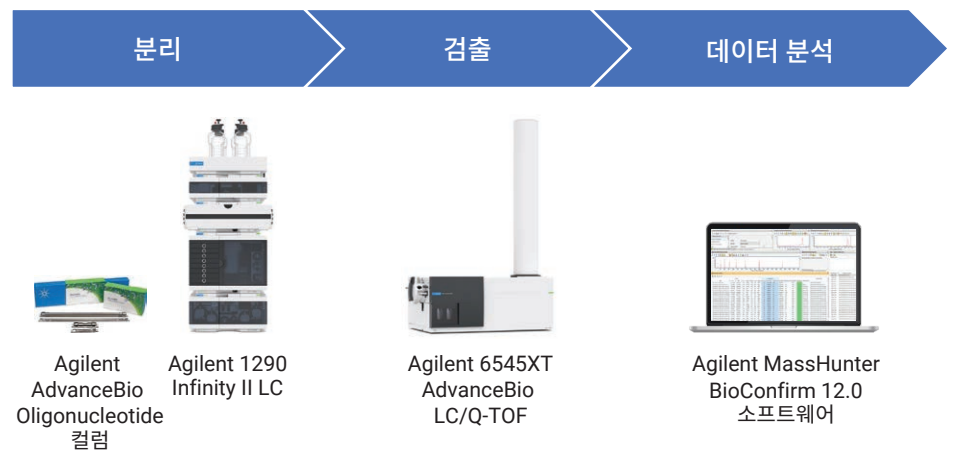 분리
검출
데이터 분석
Agilent
AdvanceBio
Oligonucleotide
컬럼
Agilent 1290
Infinity II LC
Agilent 6545XT
AdvanceBio
LC/Q-TOF
Agilent MassHunter
BioConfirm 12.0
소프트웨어